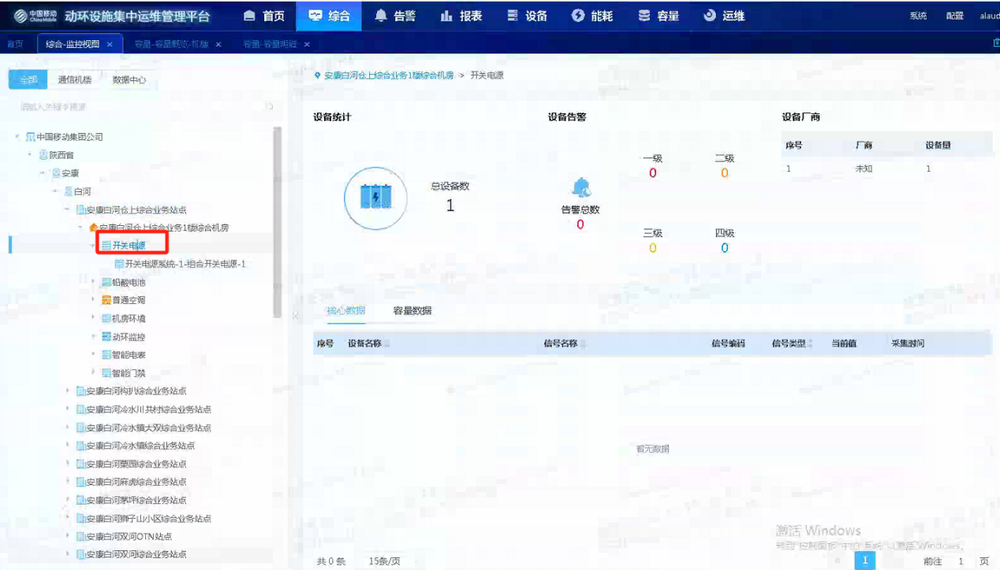 中国移动 China Mobile 动环设施集中运维管理平台 首页 综合 告警 报表 设备 能耗 容量 运维 系统 配置 alaud
首页 综合-监控视图 × 容量-容量概览-机楼 × 容量-容量明细 ×
全部 通信机楼 数据中心
请输入关键字搜索
中国移动集团公司
陕西省
安康
白河
安康白河仓上综合业务站点
安康白河仓上综合业务1楼综合机房
开关电源
开关电源系统-1-组合开关电源-1
铅酸电池
普通空调
机房环境
动环监控
智能电表
智能门禁
安康白河构扒综合业务站点
安康白河冷水川共村综合业务站点
安康白河冷水镇大双综合业务站点
安康白河冷水镇综合业务站点
安康白河栗园综合业务站点
安康白河麻虎综合业务站点
安康白河茅坪综合业务站点
安康白河狮子山小区综合业务站点
安康白河双河OTN站点
安康白河双河综合业务站点
安康白河仓上综合业务1楼综合机房 > 开关电源
设备统计
总设备数
1
设备告警
告警总数
0
一级
0
二级
0
三级
0
四级
0
设备厂商
序号 厂商 设备量
1 未知 1
核心数据 容量数据
序号 设备名称 信号名称 信号编码 信号类型 当前值 采集时间
暂无数据
激活 Windows
转到"控制面板"中的"系统"以激活 Windows。
共 0 条 15条/页 1 前往 1 页